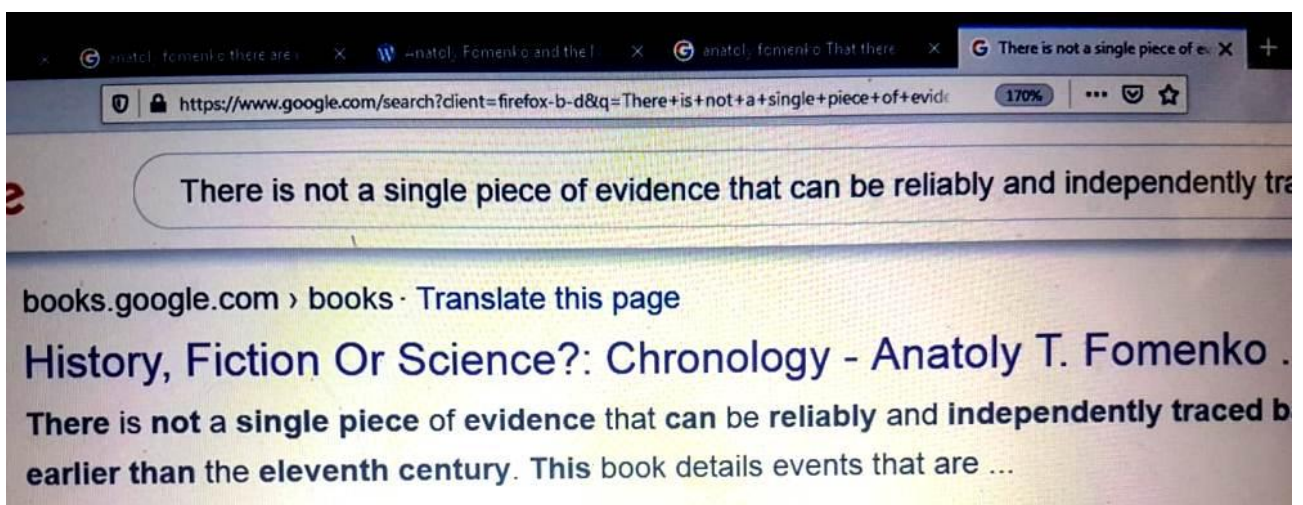 There is not a single piece of ev
https://www.google.com/search?client=firefox-b-d&q=There+is+not+a+single+piece+of+evide 170%
There is not a single piece of evidence that can be reliably and independently tra
books.google.com › books · Translate this page
History, Fiction Or Science?: Chronology - Anatoly T. Fomenko .
There is not a single piece of evidence that can be reliably and independently traced b
earlier than the eleventh century. This book details events that are ...